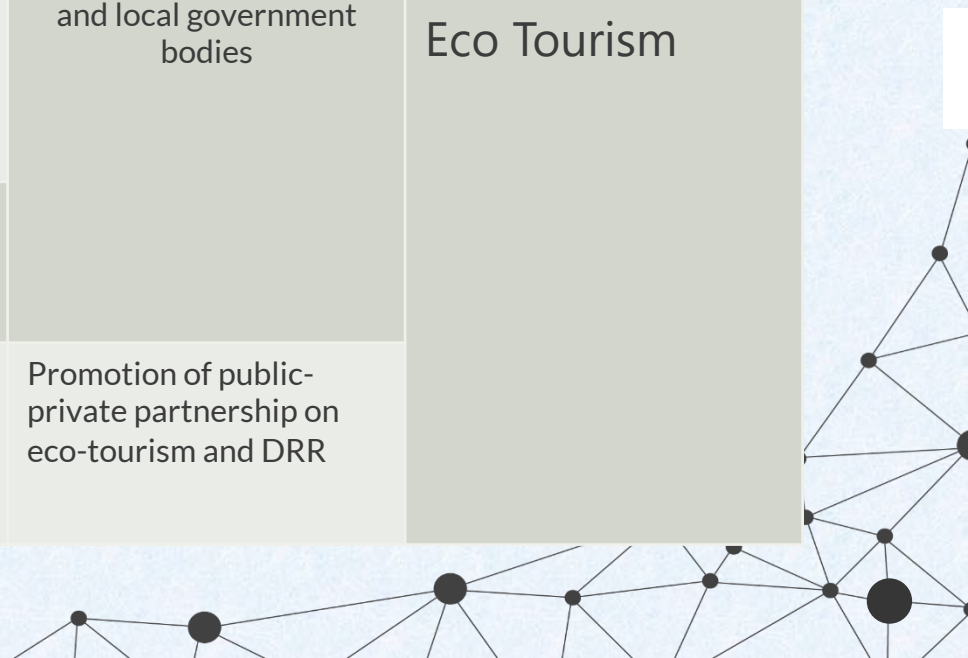 and local government
bodies
Eco Tourism
Promotion of public-
private partnership on
eco-tourism and DRR